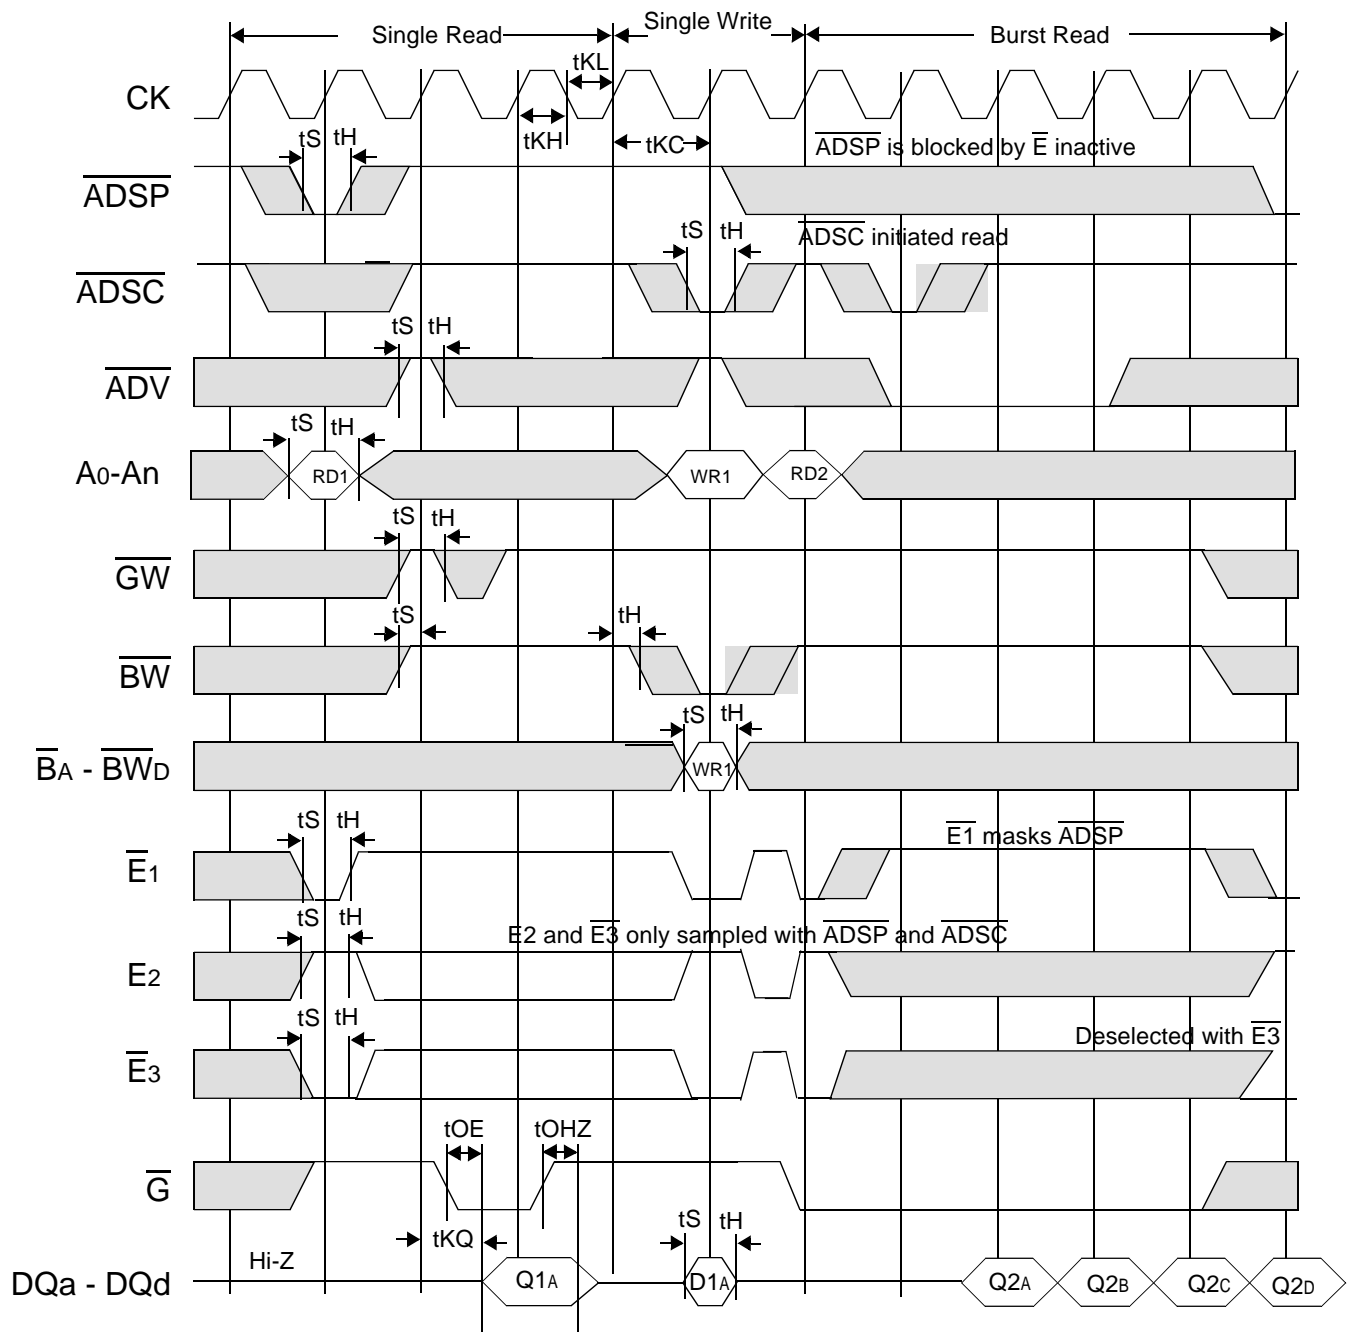 Single Read
Single Write
Burst Read
tKL
CK
tKH
tKC
tS
tH
ADSP is blocked by E inactive
ADSP
tS
tH
ADSC initiated read
ADSC
tS
tH
ADV
tS
tH
A0-An
RD1
WR1
RD2
tS
tH
GW
tS
tH
BW
tS
tH
BA - BWD
WR1
tS
tH
E1 masks ADSP
E1
tS
tH
E2 and E3 only sampled with ADSP and ADSC
E2
tS
tH
Deselected with E3
E3
tOE
tOHZ
G
tKQ
tS
tH
Hi-Z
DQa - DQd
Q1A
D1A
Q2A
Q2B
Q2C
Q2D